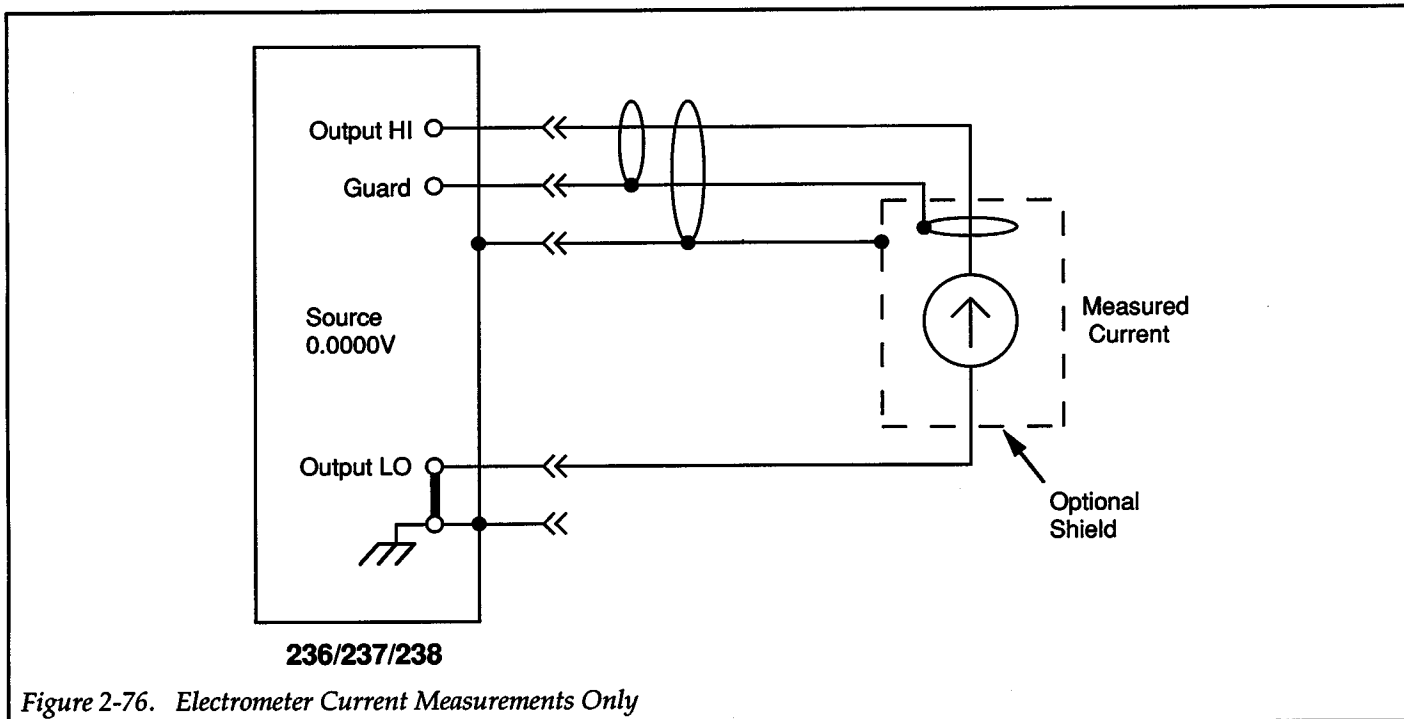 Output HI
Guard
Source
0.0000V
Output LO
Measured
Current
Optional
Shield
236/237/238
Figure 2-76. Electrometer Current Measurements Only